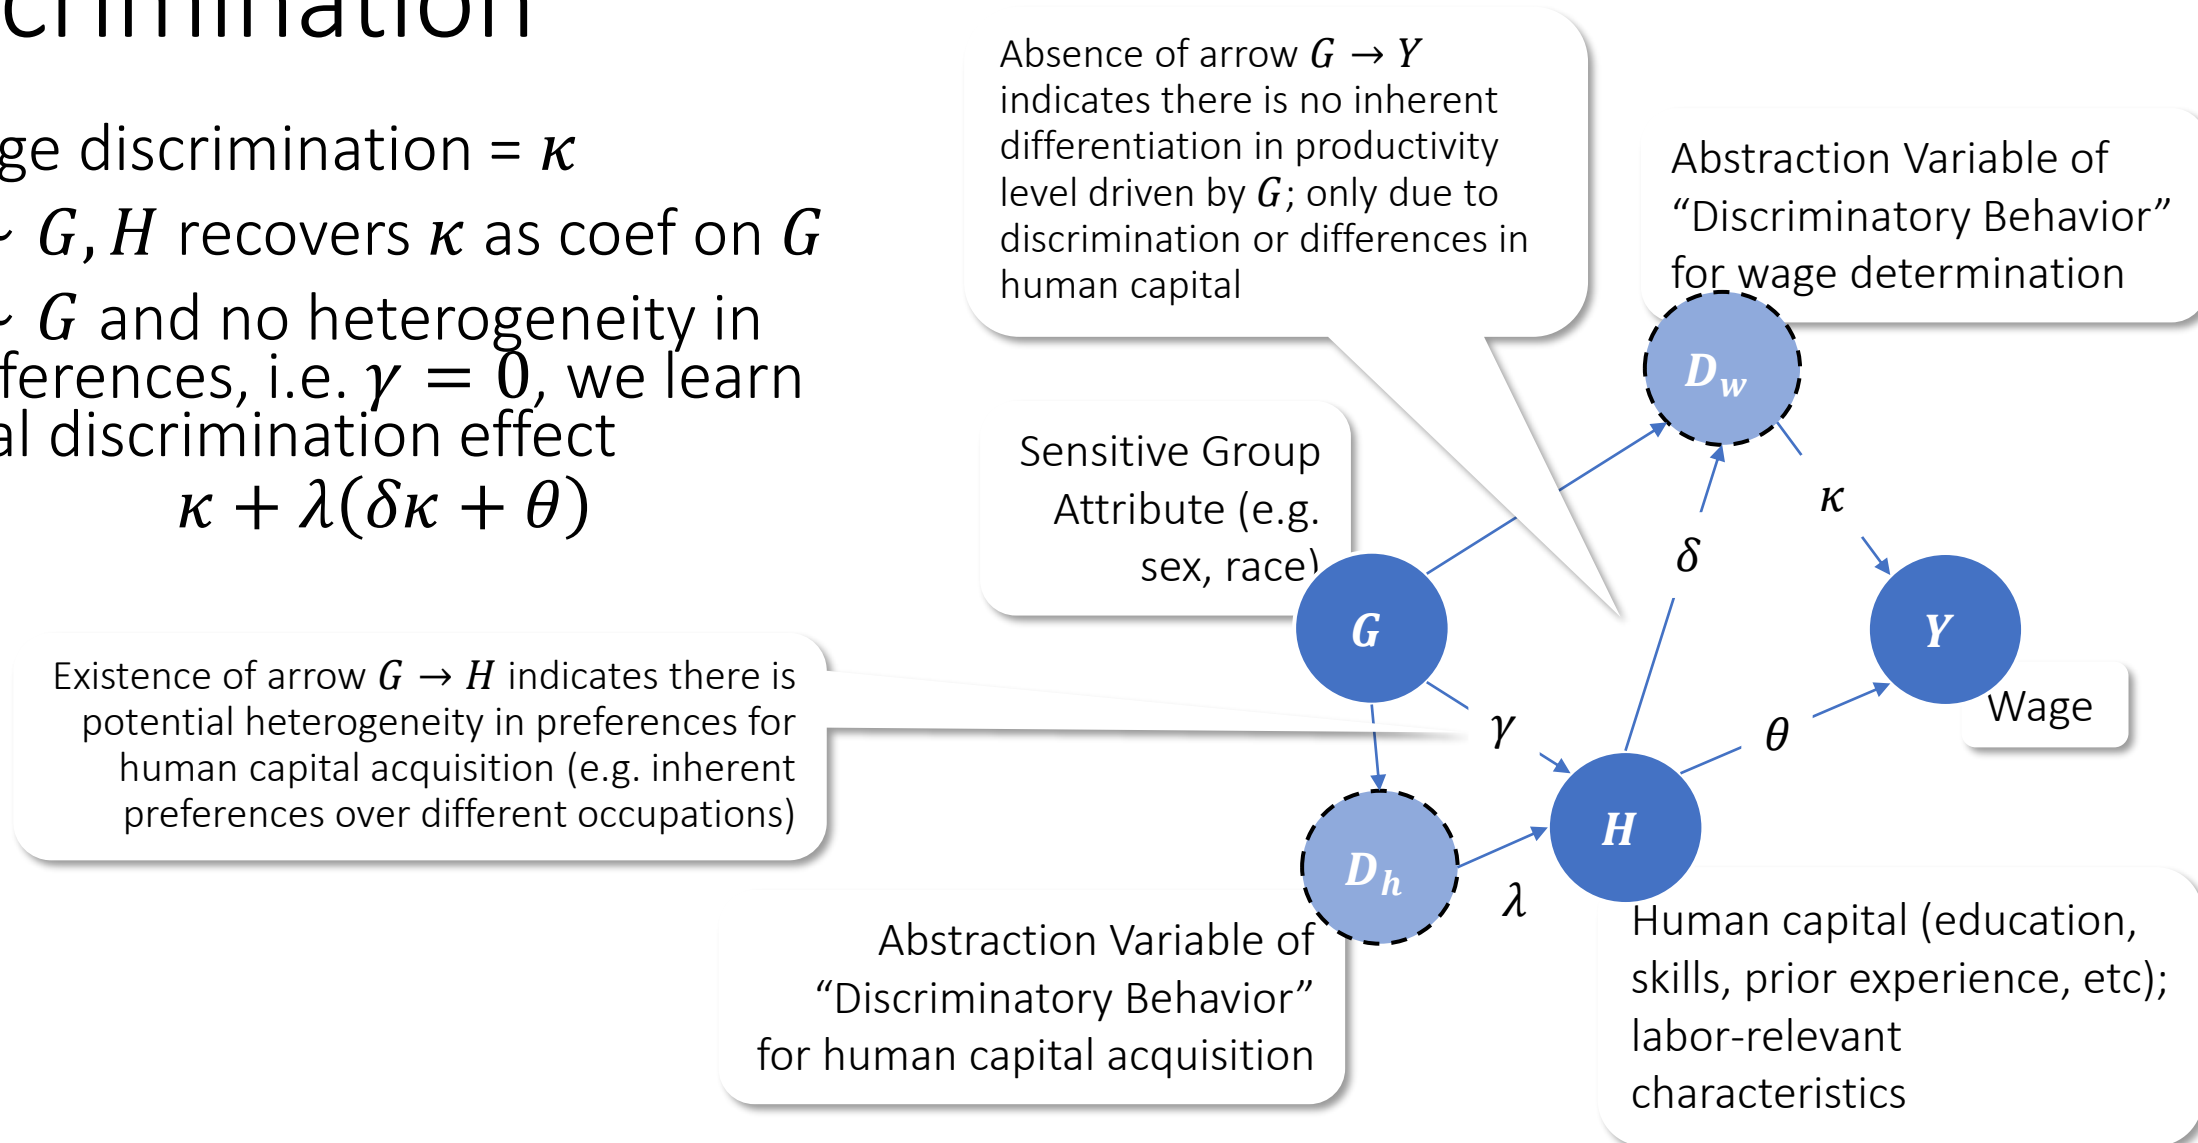 crimination
ge discrimination = κ
~ G, H recovers κ as coef on G
~ G and no heterogeneity in
ferences, i.e. γ = 0, we learn
al discrimination effect
κ + λ(δκ + θ)
Absence of arrow G → Y
indicates there is no inherent
differentiation in productivity
level driven by G; only due to
discrimination or differences in
human capital
Abstraction Variable of
“Discriminatory Behavior”
for wage determination
Sensitive Group
Attribute (e.g.
sex, race)
Existence of arrow G → H indicates there is
potential heterogeneity in preferences for
human capital acquisition (e.g. inherent
preferences over different occupations)
Abstraction Variable of
“Discriminatory Behavior”
for human capital acquisition
Human capital (education,
skills, prior experience, etc);
labor-relevant
characteristics
Wage
D_w
κ
δ
G
Y
γ
θ
H
D_h
λ